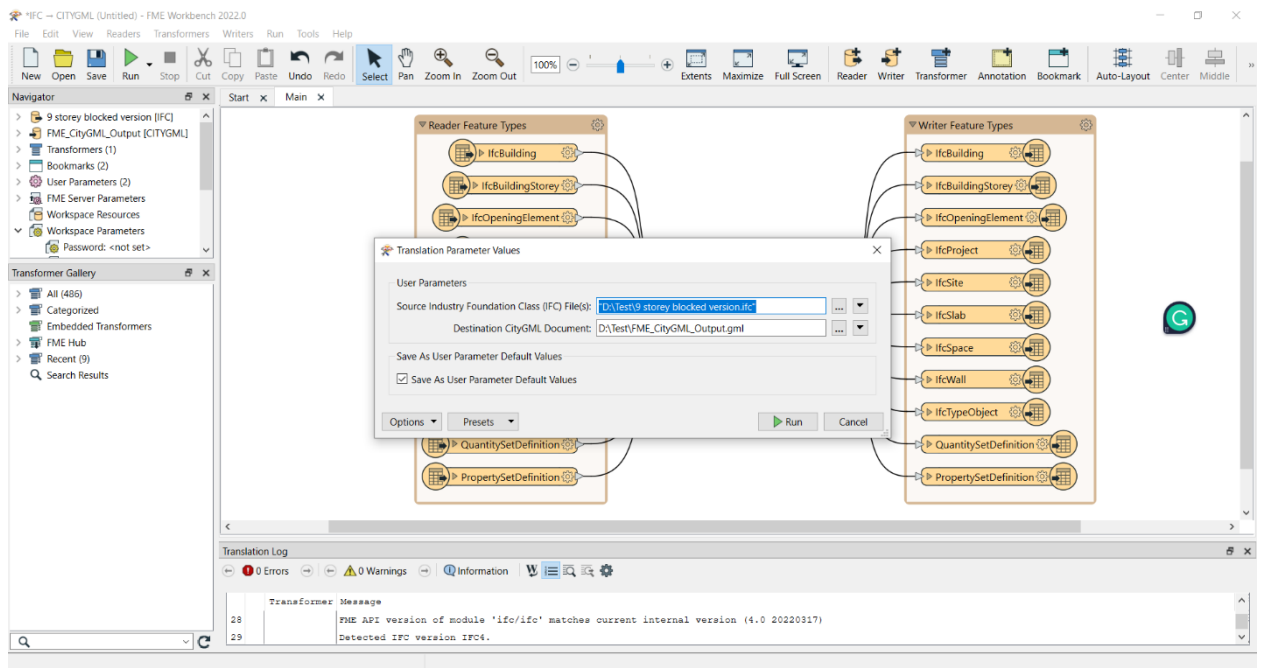 *IFC → CITYGML (Untitled) - FME Workbench 2022.0
File Edit View Readers Transformers Writers Run Tools Help
New Open Save Run Stop Cut Copy Paste Undo Redo Select Pan Zoom In Zoom Out 100% Extents Maximize Full Screen Reader Writer Transformer Annotation Bookmark Auto-Layout Center Middle
Navigator
9 storey blocked version [IFC]
FME_CityGML_Output [CITYGML]
Transformers (1)
Bookmarks (2)
User Parameters (2)
FME Server Parameters
Workspace Resources
Workspace Parameters
Password: <not set>
Transformer Gallery
All (486)
Categorized
Embedded Transformers
FME Hub
Recent (9)
Search Results
Start Main
Reader Feature Types
IfcBuilding
IfcBuildingStorey
IfcOpeningElement
QuantitySetDefinition
PropertySetDefinition
Writer Feature Types
IfcBuilding
IfcBuildingStorey
IfcOpeningElement
IfcProject
IfcSite
IfcSlab
IfcSpace
IfcWall
IfcTypeObject
QuantitySetDefinition
PropertySetDefinition
Translation Parameter Values
User Parameters
Source Industry Foundation Class (IFC) File(s): "D:\Test\9 storey blocked version.ifc"
Destination CityGML Document: D:\Test\FME_CityGML_Output.gml
Save As User Parameter Default Values
Save As User Parameter Default Values
Options Presets Run Cancel
Translation Log
0 Errors 0 Warnings Information
Transformer Message
28 FME API version of module 'ifc/ifc' matches current internal version (4.0 20220317)
29 Detected IFC version IFC4.